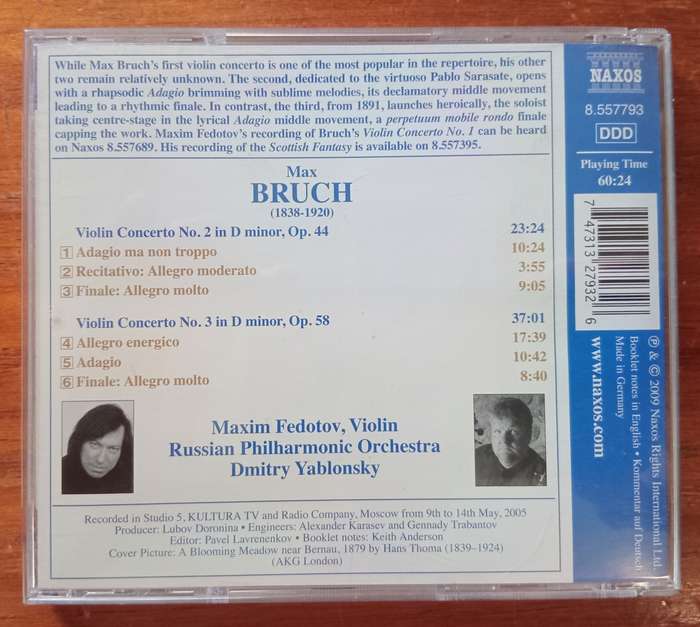 While Max Bruch's first violin concerto is one of the most popular in the repertoire, his other
two remain relatively unknown. The second, dedicated to the virtuoso Pablo Sarasate, opens
with a rhapsodic Adagio brimming with sublime melodies, its declamatory middle movement
leading to a rhythmic finale. In contrast, the third, from 1891, launches heroically, the soloist
taking centre-stage in the lyrical Adagio middle movement, a perpetuum mobile rondo finale
capping the work. Maxim Fedotov's recording of Bruch's Violin Concerto No. 1 can be heard
on Naxos 8.557689. His recording of the Scottish Fantasy is available on 8.557395.
Max
BRUCH
(1838-1920)
Violin Concerto No. 2 in D minor, Op. 44 23:24
1 Adagio ma non troppo 10:24
2 Recitativo: Allegro moderato 3:55
3 Finale: Allegro molto 9:05
Violin Concerto No. 3 in D minor, Op. 58 37:01
4 Allegro energico 17:39
5 Adagio 10:42
6 Finale: Allegro molto 8:40
Maxim Fedotov, Violin
Russian Philharmonic Orchestra
Dmitry Yablonsky
Recorded in Studio 5, KULTURA TV and Radio Company, Moscow from 9th to 14th May, 2005
Producer: Lubov Doronina • Engineers: Alexander Karasev and Gennady Trabantov
Editor: Pavel Lavrenenkov • Booklet notes: Keith Anderson
Cover Picture: A Blooming Meadow near Bernau, 1879 by Hans Thoma (1839–1924)
(AKG London)
NAXOS
8.557793
DDD
Playing Time
60:24
7 47313 27932 6
℗ & © 2009 Naxos Rights International Ltd.
Booklet notes in English • Kommentar auf Deutsch
Made in Germany
www.naxos.com